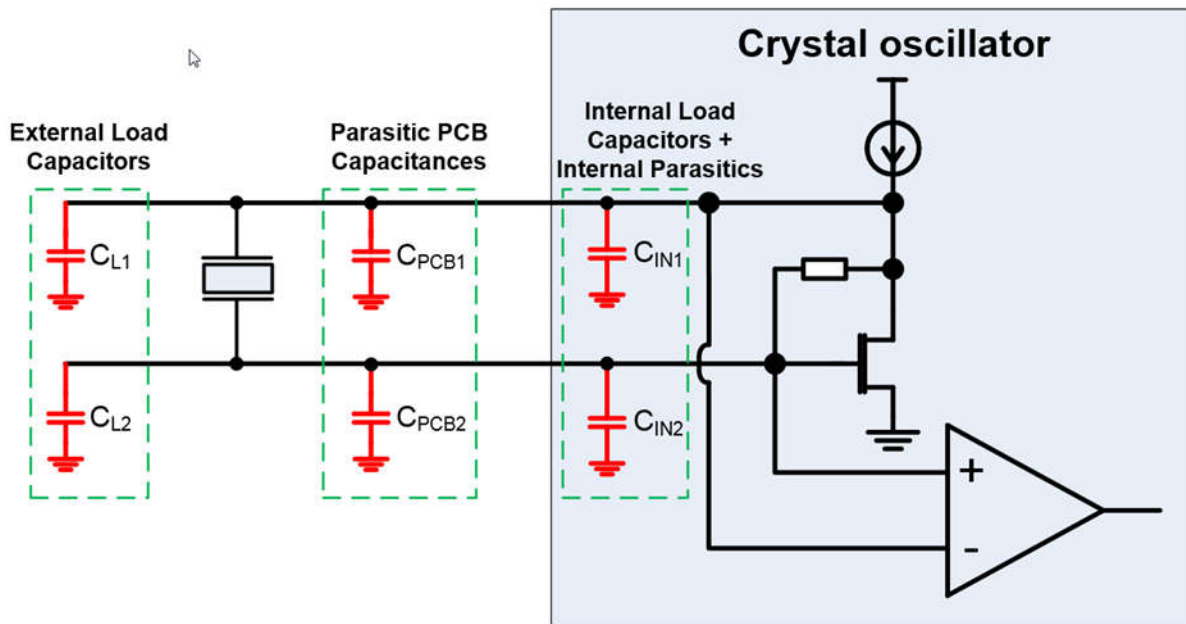 Crystal oscillator
External Load
Capacitors
Parasitic PCB
Capacitances
Internal Load
Capacitors +
Internal Parasitics
CL1
CPCB1
CIN1
CL2
CPCB2
CIN2
+
-